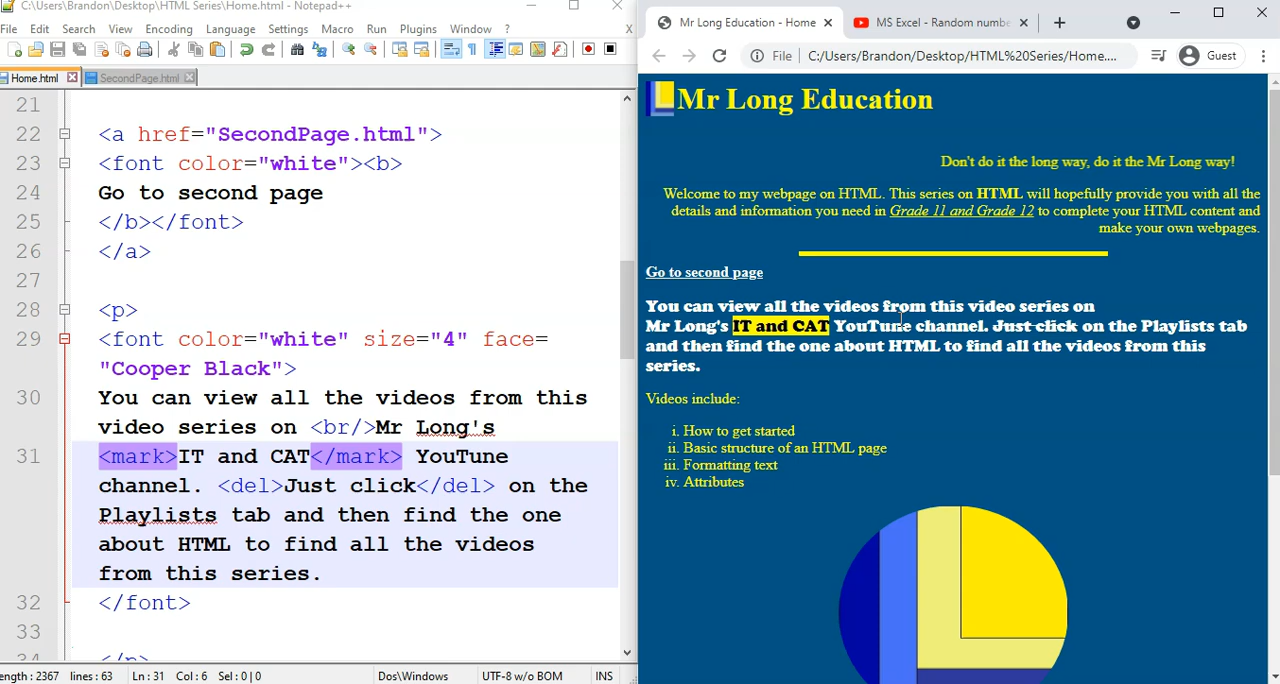 C:\Users\Brandon\Desktop\HTML Series\Home.html - Notepad++
File Edit Search View Encoding Language Settings Macro Run Plugins Window ?
X
Home.html
SecondPage.html
21
22 <a href="SecondPage.html">
23 <font color="white"><b>
24 Go to second page
25 </b></font>
26 </a>
27
28 <p>
29 <font color="white" size="4" face=
"Cooper Black">
30 You can view all the videos from this
video series on <br/>Mr Long's
31 <mark>IT and CAT</mark> YouTune
channel. <del>Just click</del> on the
Playlists tab and then find the one
about HTML to find all the videos
from this series.
32 </font>
33
34 </p>
ength : 2367 lines : 63 Ln : 31 Col : 6 Sel : 0 | 0 Dos\Windows UTF-8 w/o BOM INS
Mr Long Education - Home
MS Excel - Random numbe
File C:/Users/Brandon/Desktop/HTML%20Series/Home.... Guest
Mr Long Education
Don't do it the long way, do it the Mr Long way!
Welcome to my webpage on HTML. This series on HTML will hopefully provide you with all the
details and information you need in Grade 11 and Grade 12 to complete your HTML content and
make your own webpages.
Go to second page
You can view all the videos from this video series on
Mr Long's IT and CAT YouTune channel. Just click on the Playlists tab
and then find the one about HTML to find all the videos from this
series.
Videos include:
i. How to get started
ii. Basic structure of an HTML page
iii. Formatting text
iv. Attributes